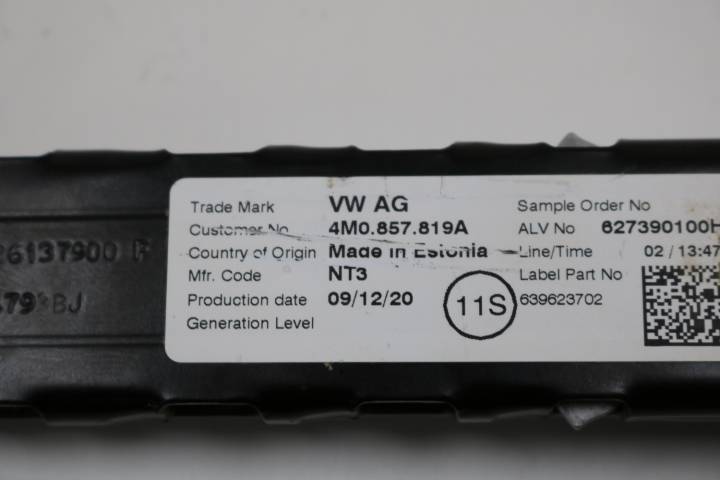 Trade Mark VW AG Sample Order No
Customer No 4M0.857.819A ALV No 627390100H
Country of Origin Made in Estonia Line/Time 02 / 13:47
Mfr. Code NT3 Label Part No
Production date 09/12/20 11S 639623702
Generation Level
6137900 F
479*BJ